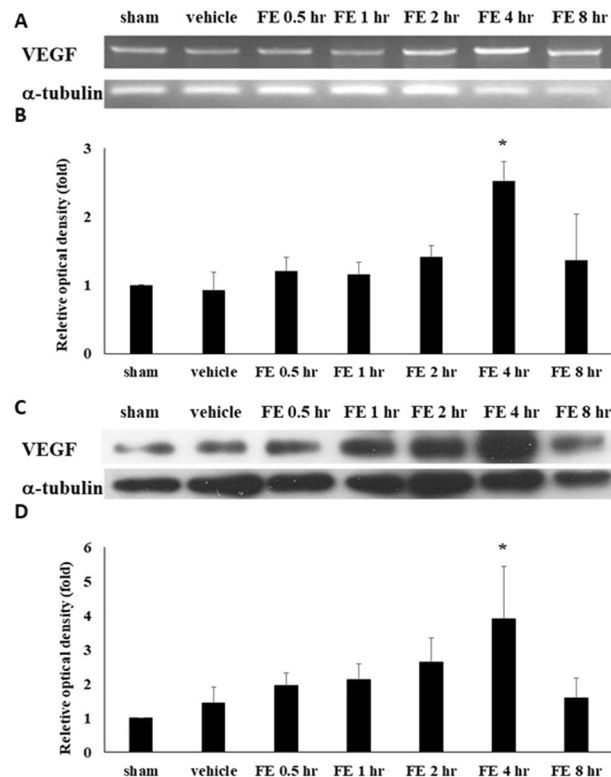 A
sham vehicle FE 0.5 hr FE 1 hr FE 2 hr FE 4 hr FE 8 hr
VEGF
α-tubulin
B
Reletive optical density (fold)
3
2
1
0
*
sham vehicle FE 0.5 hr FE 1 hr FE 2 hr FE 4 hr FE 8 hr
C
sham vehicle FE 0.5 hr FE 1 hr FE 2 hr FE 4 hr FE 8 hr
VEGF
α-tubulin
D
Reletive optical density (fold)
6
5
4
3
2
1
0
*
sham vehicle FE 0.5 hr FE 1 hr FE 2 hr FE 4 hr FE 8 hr